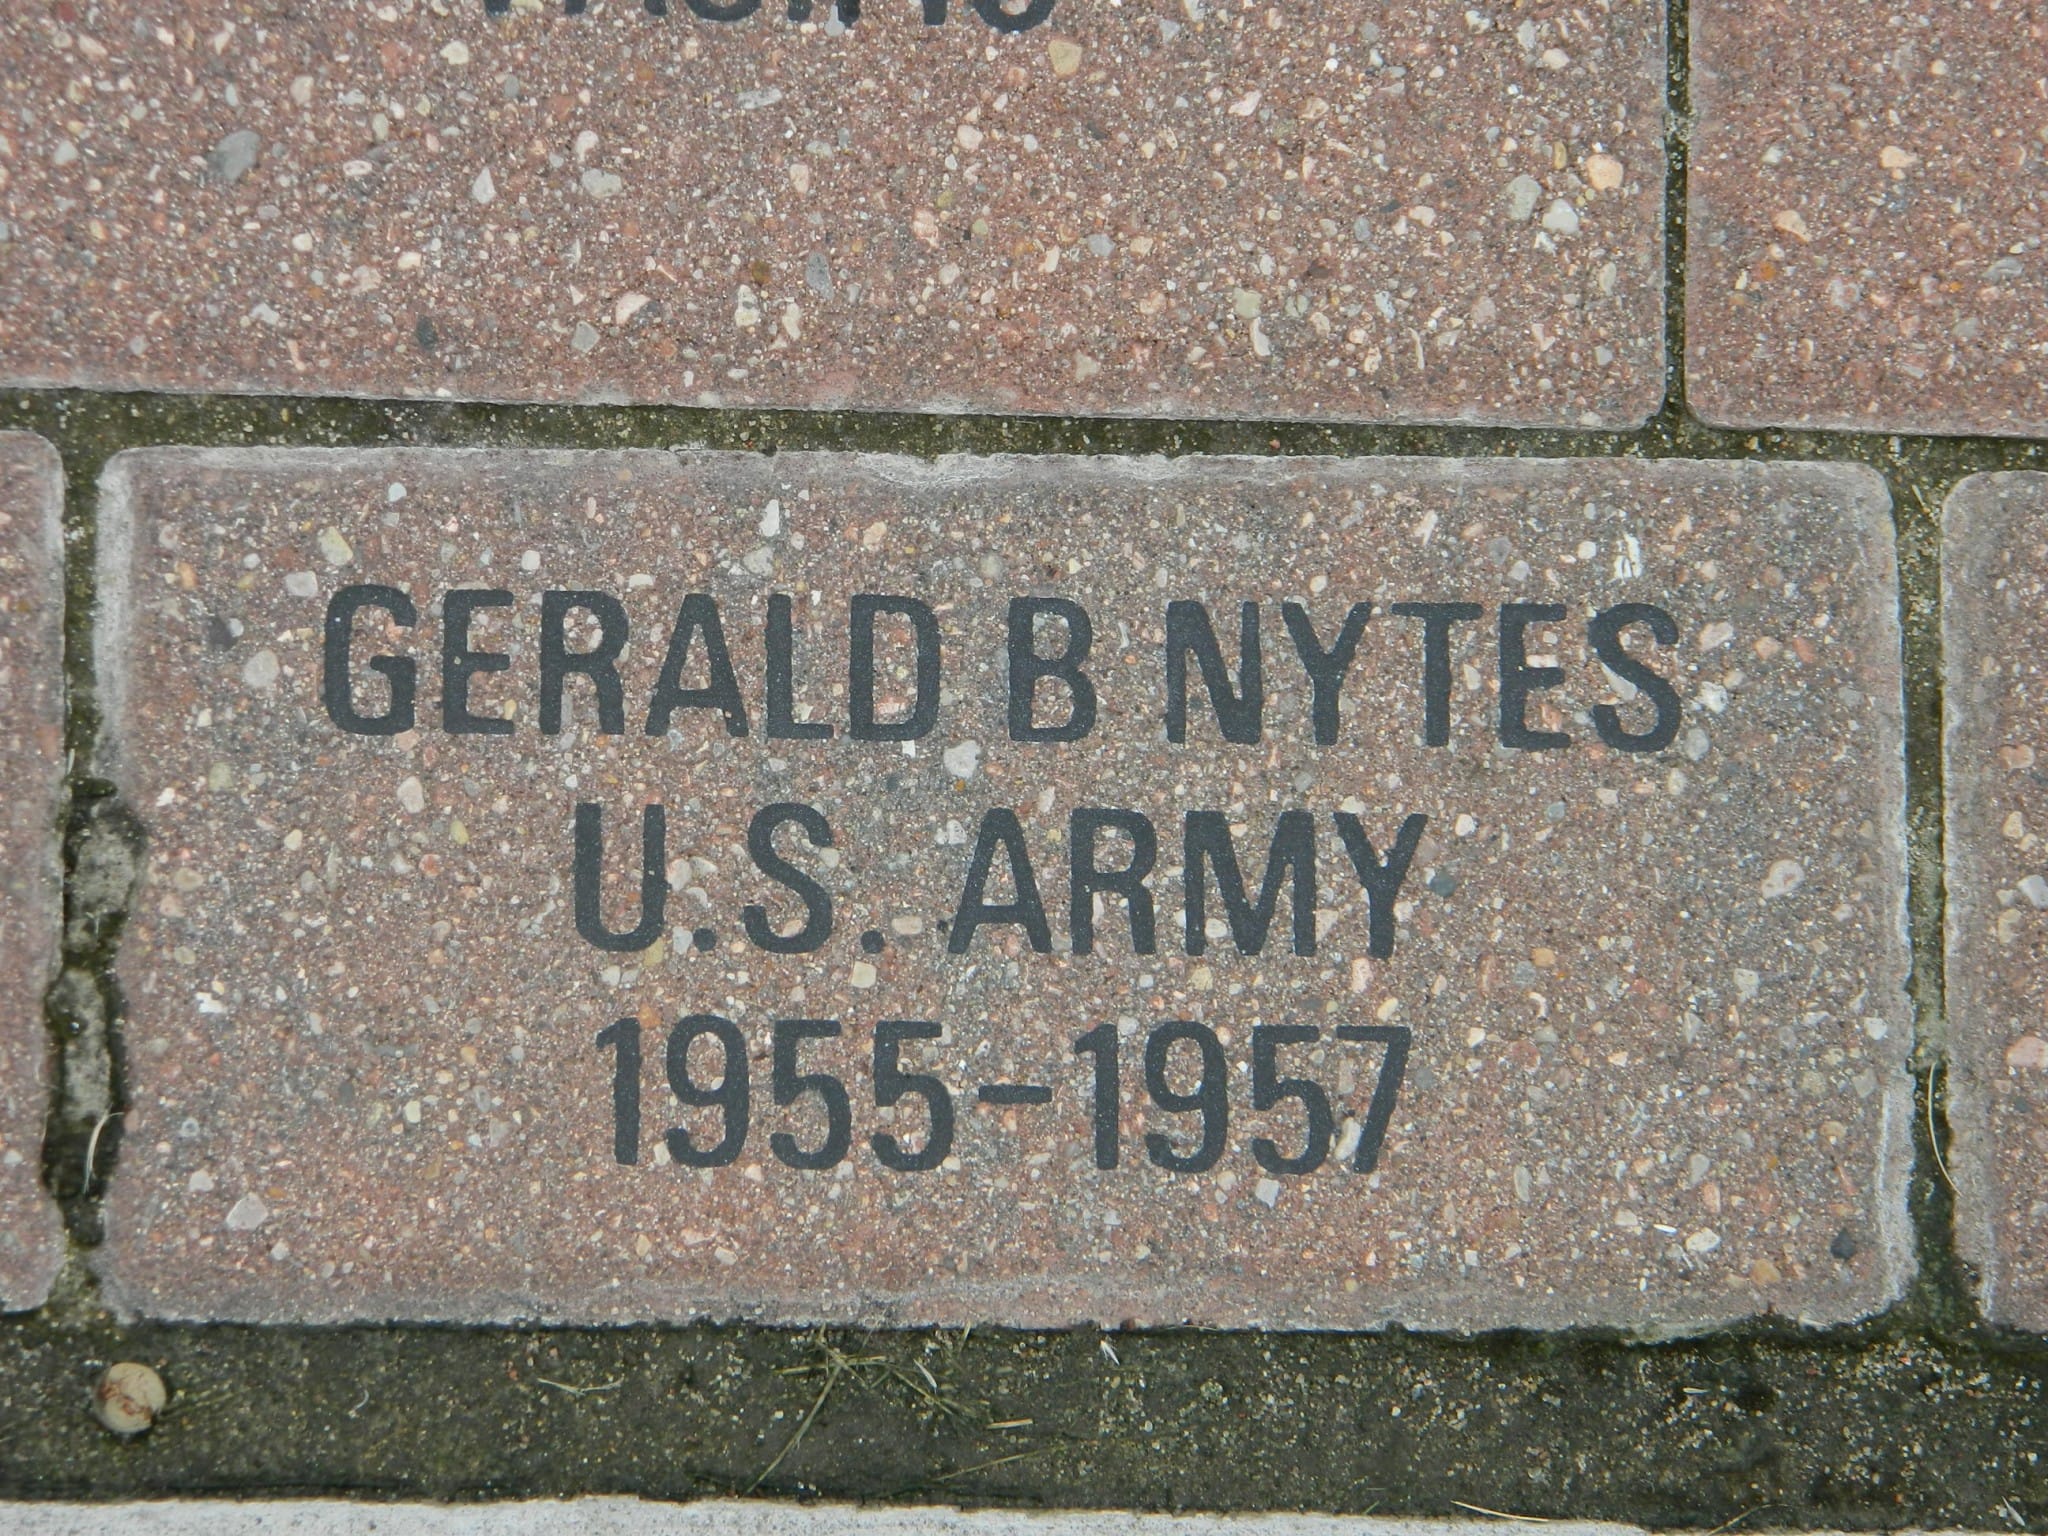 GERALD B NYTES
U.S. ARMY
1955-1957